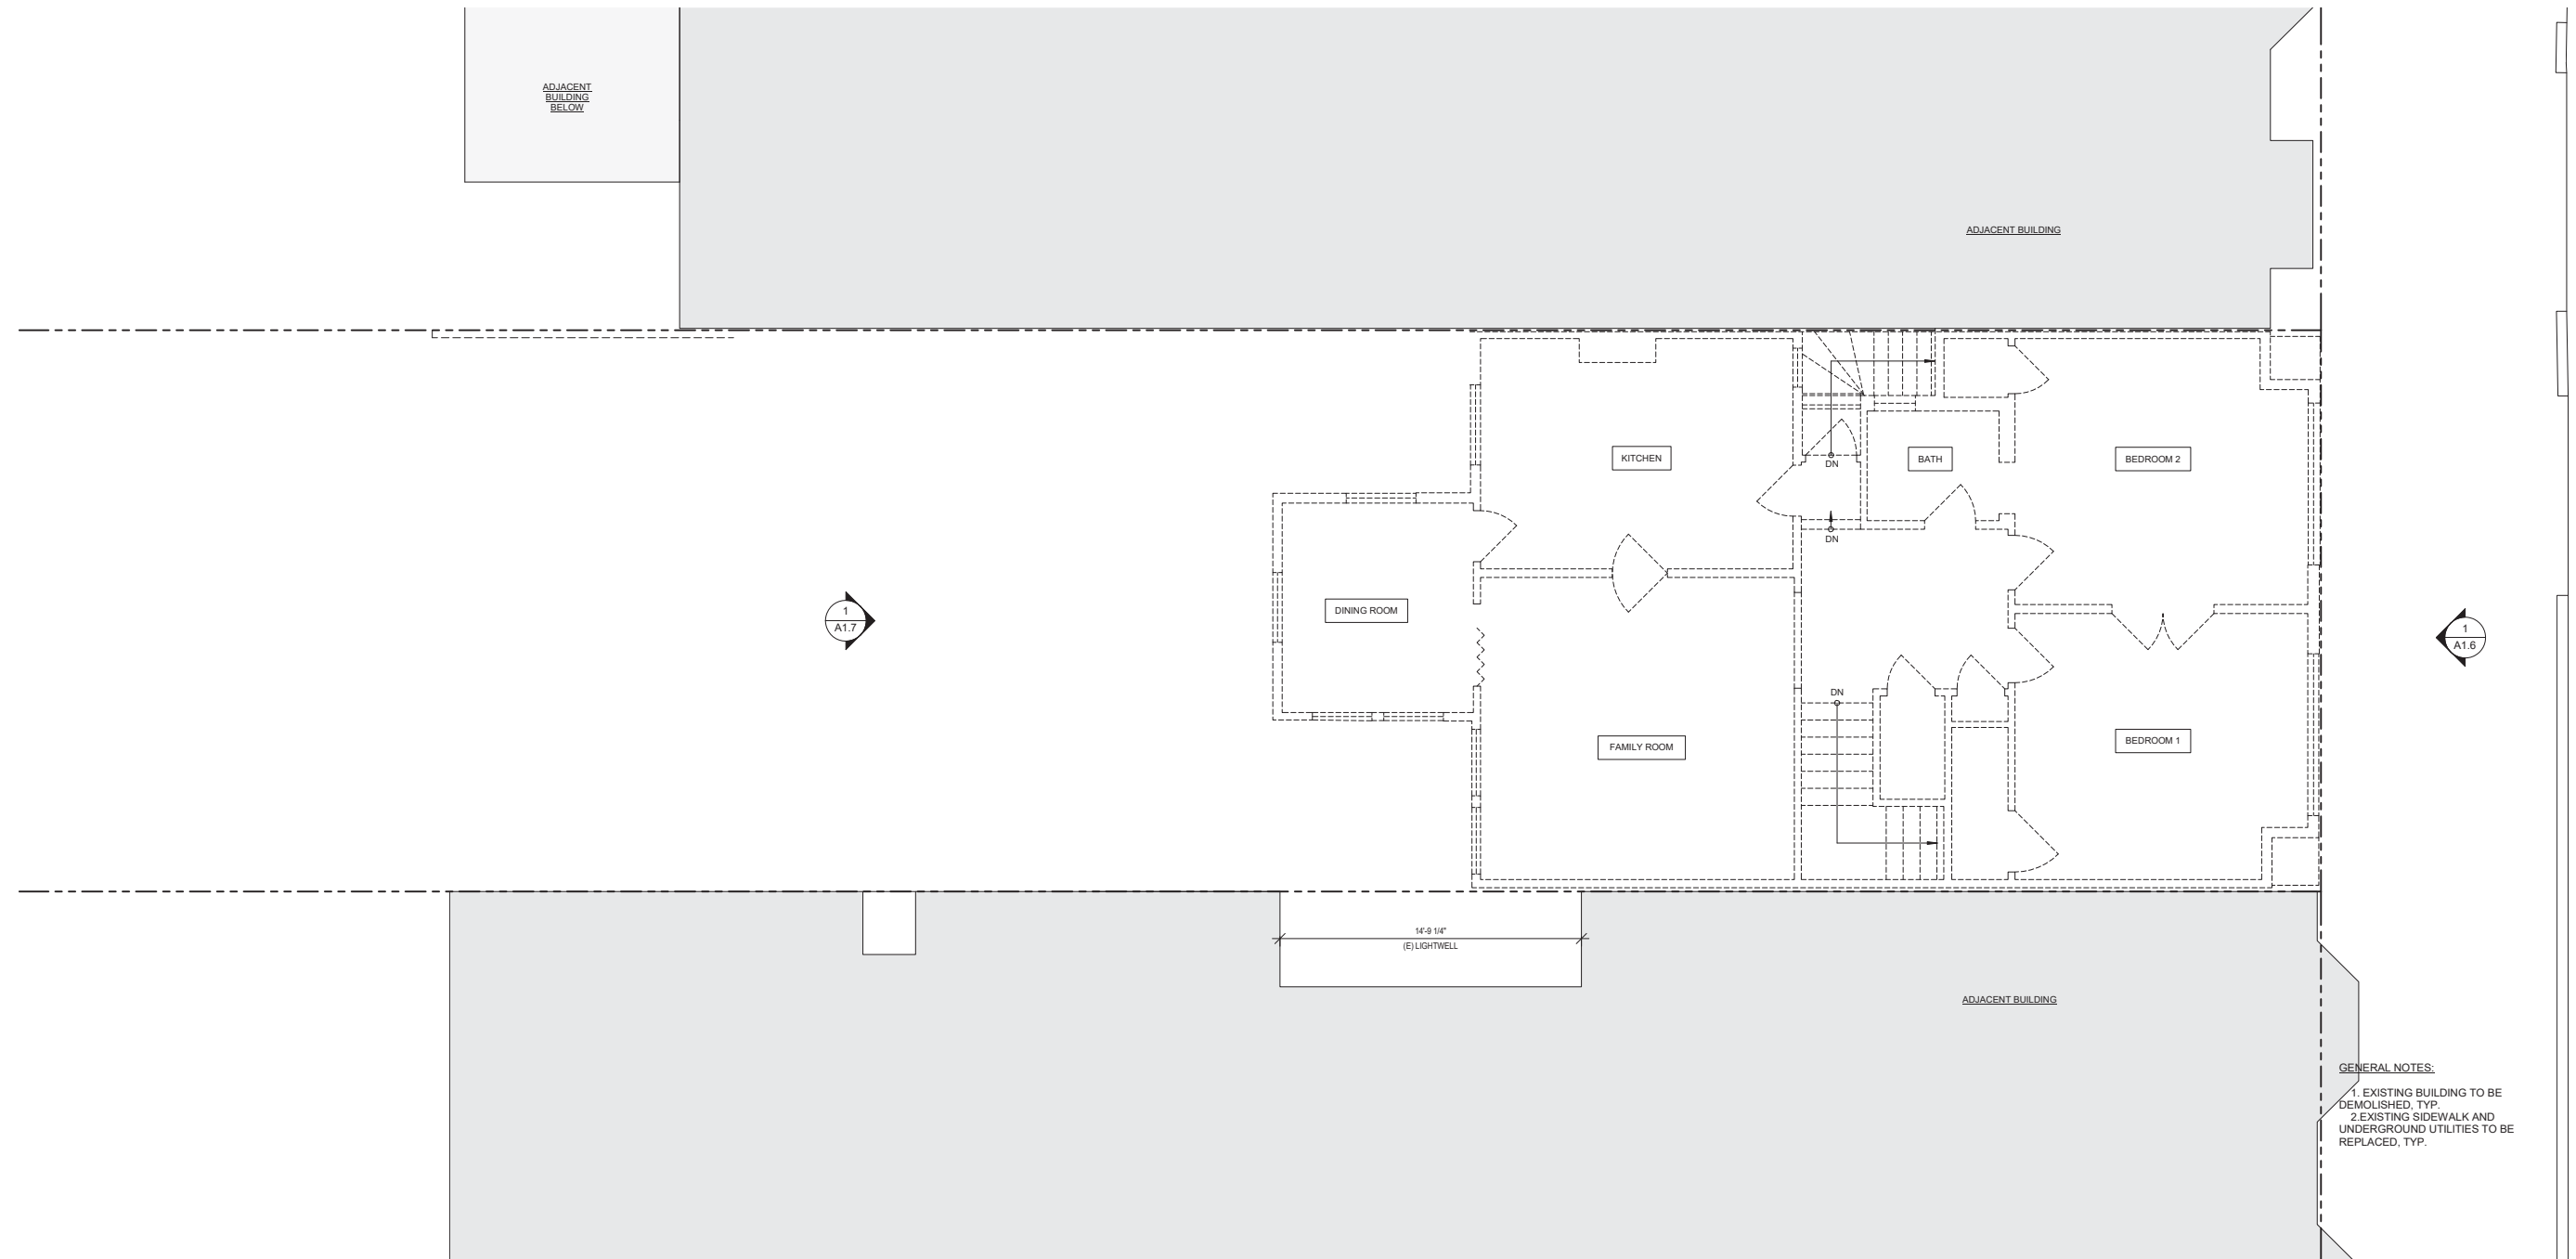 ADJACENT
BUILDING
BELOW
ADJACENT BUILDING
KITCHEN
DN
BATH
BEDROOM 2
DN
DINING ROOM
1
A1.7
1
A1.6
DN
FAMILY ROOM
BEDROOM 1
14'-9 1/4"
(E) LIGHTWELL
ADJACENT BUILDING
GENERAL NOTES:
1. EXISTING BUILDING TO BE
DEMOLISHED, TYP.
2.EXISTING SIDEWALK AND
UNDERGROUND UTILITIES TO BE
REPLACED, TYP.